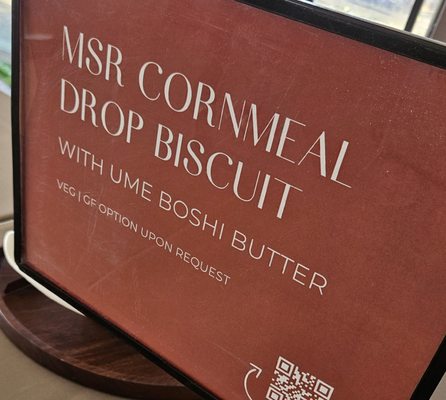 MSR CORNMEAL
DROP BISCUIT
WITH UME BOSHI BUTTER
VEG | GF OPTION UPON REQUEST